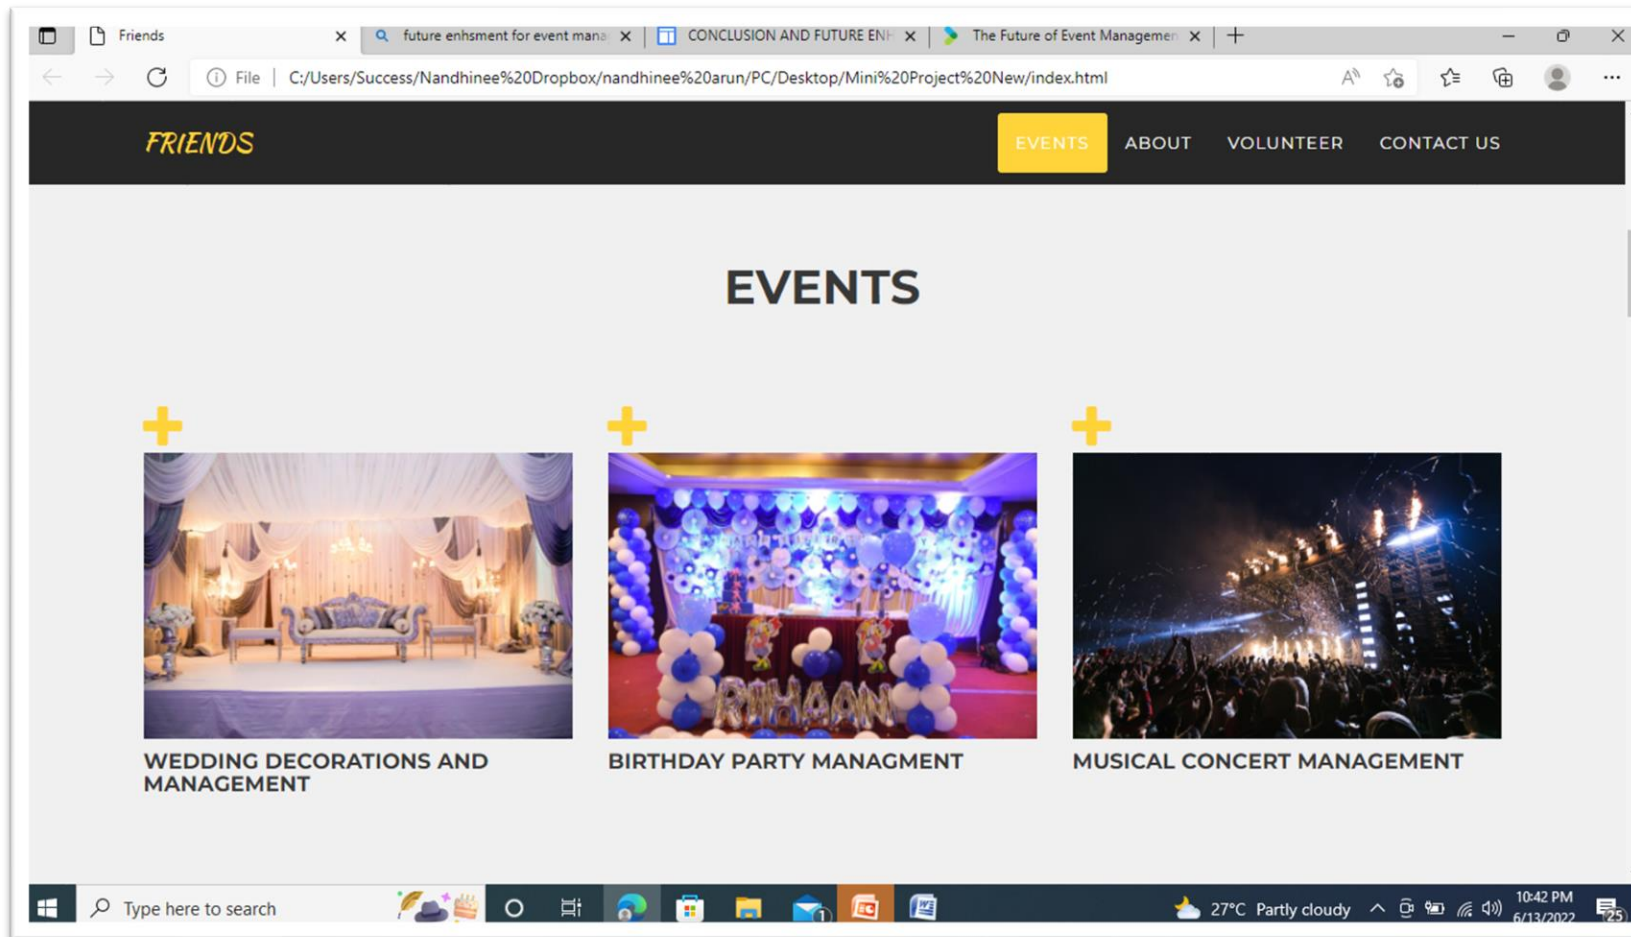 Friends
future enhsment for event mana
CONCLUSION AND FUTURE ENH
The Future of Event Managemen
File
C:/Users/Success/Nandhinee%20Dropbox/nandhinee%20arun/PC/Desktop/Mini%20Project%20New/index.html
FRIENDS
EVENTS
ABOUT
VOLUNTEER
CONTACT US
EVENTS
RIHAAN
WEDDING DECORATIONS AND
MANAGEMENT
BIRTHDAY PARTY MANAGMENT
MUSICAL CONCERT MANAGEMENT
Type here to search
1
27°C Partly cloudy
10:42 PM
6/13/2022
25